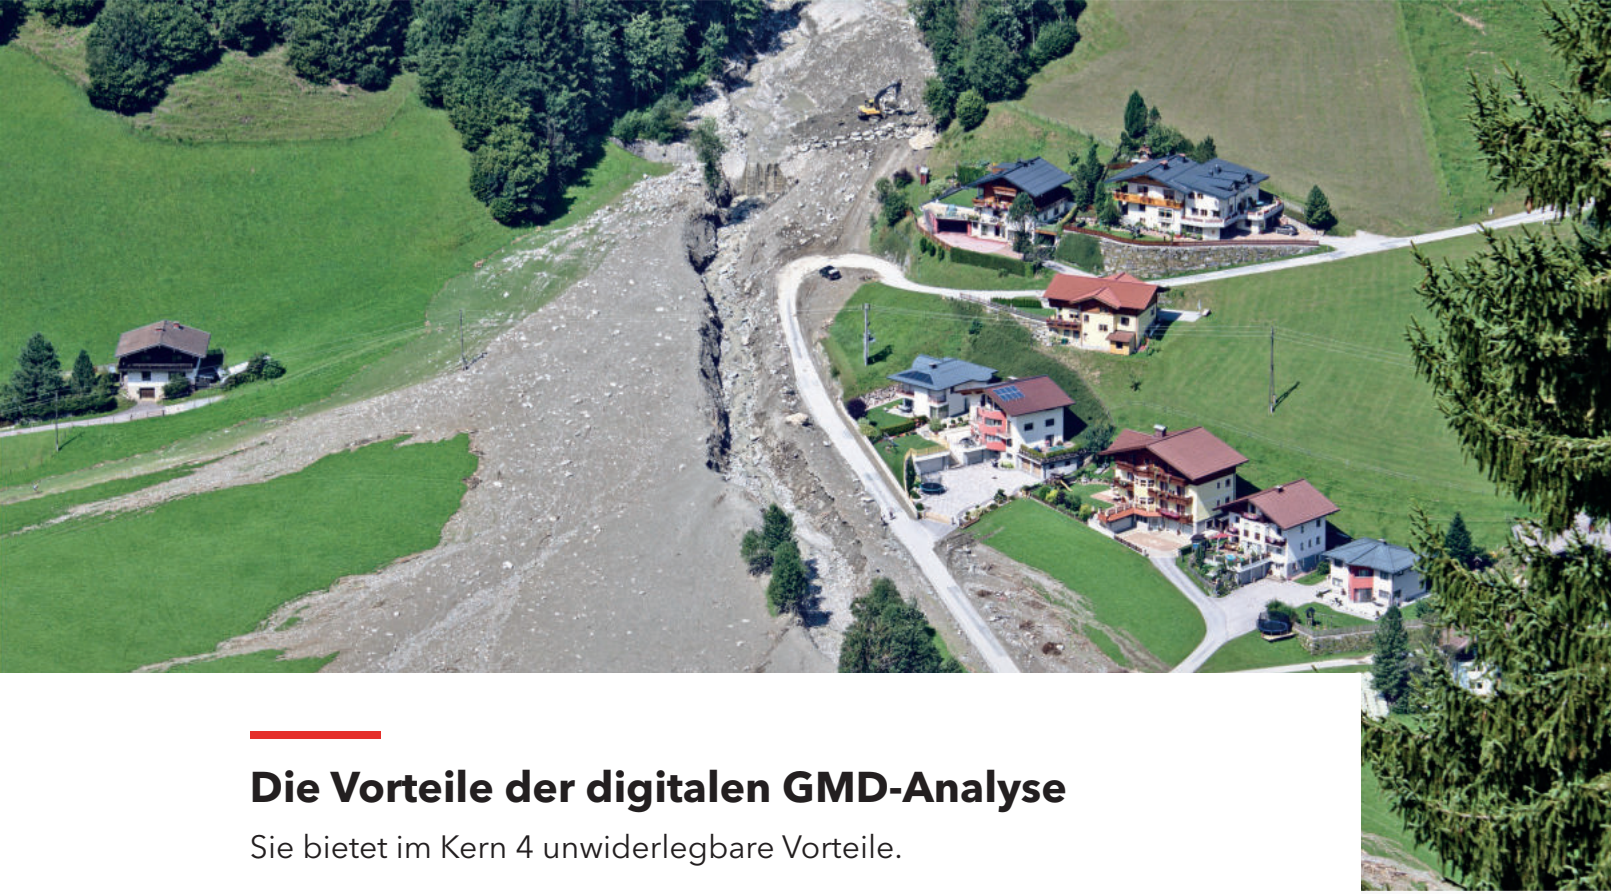 Die Vorteile der digitalen GMD-Analyse
Sie bietet im Kern 4 unwiderlegbare Vorteile.